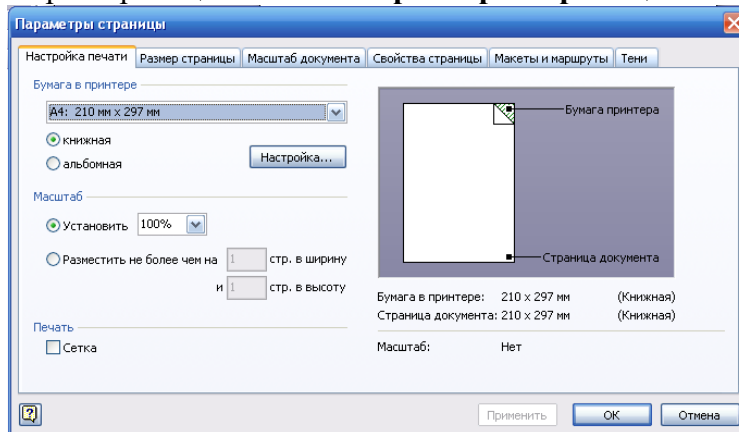 Параметры страницы
Настройка печати Размер страницы Масштаб документа Свойства страницы Макеты и маршруты Тени
Бумага в принтере
A4: 210 мм x 297 мм
книжная
альбомная
Настройка...
Масштаб
Установить 100%
Разместить не более чем на 1 стр. в ширину
и 1 стр. в высоту
Печать
Сетка
Бумага принтера
Страница документа
Бумага в принтере: 210 x 297 мм (Книжная)
Страница документа: 210 x 297 мм (Книжная)
Масштаб: Нет
Применить OK Отмена